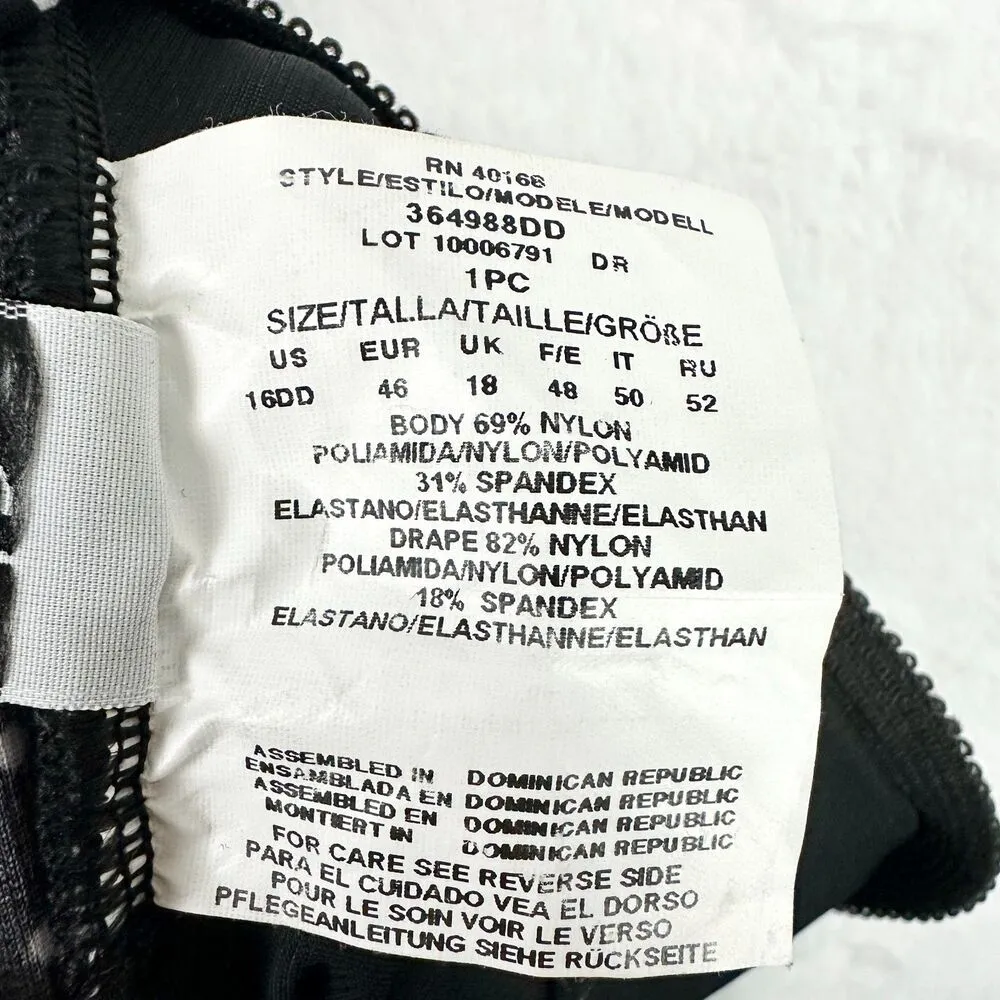 RN 40166
STYLE/ESTILO/MODELE/MODELL
364988DD
LOT 10006791 DR
1PC
SIZE/TALLA/TAILLE/GRÖßE
US EUR UK F/E IT RU
16DD 46 18 48 50 52
BODY 69% NYLON
POLIAMIDA/NYLON/POLYAMID
31% SPANDEX
ELASTANO/ELASTHANNE/ELASTHAN
DRAPE 82% NYLON
POLIAMIDA/NYLON/POLYAMID
18% SPANDEX
ELASTANO/ELASTHANNE/ELASTHAN
ASSEMBLED IN DOMINICAN REPUBLIC
ENSAMBLADA EN DOMINICAN REPUBLIC
ASSEMBLED EN DOMINICAN REPUBLIC
MONTIERT IN DOMINICAN REPUBLIC
FOR CARE SEE REVERSE SIDE
PARA EL CUIDADO VEA EL DORSO
POUR LE SOIN VOIR LE VERSO
PFLEGEANLEITUNG SIEHE RÜCKSEITE